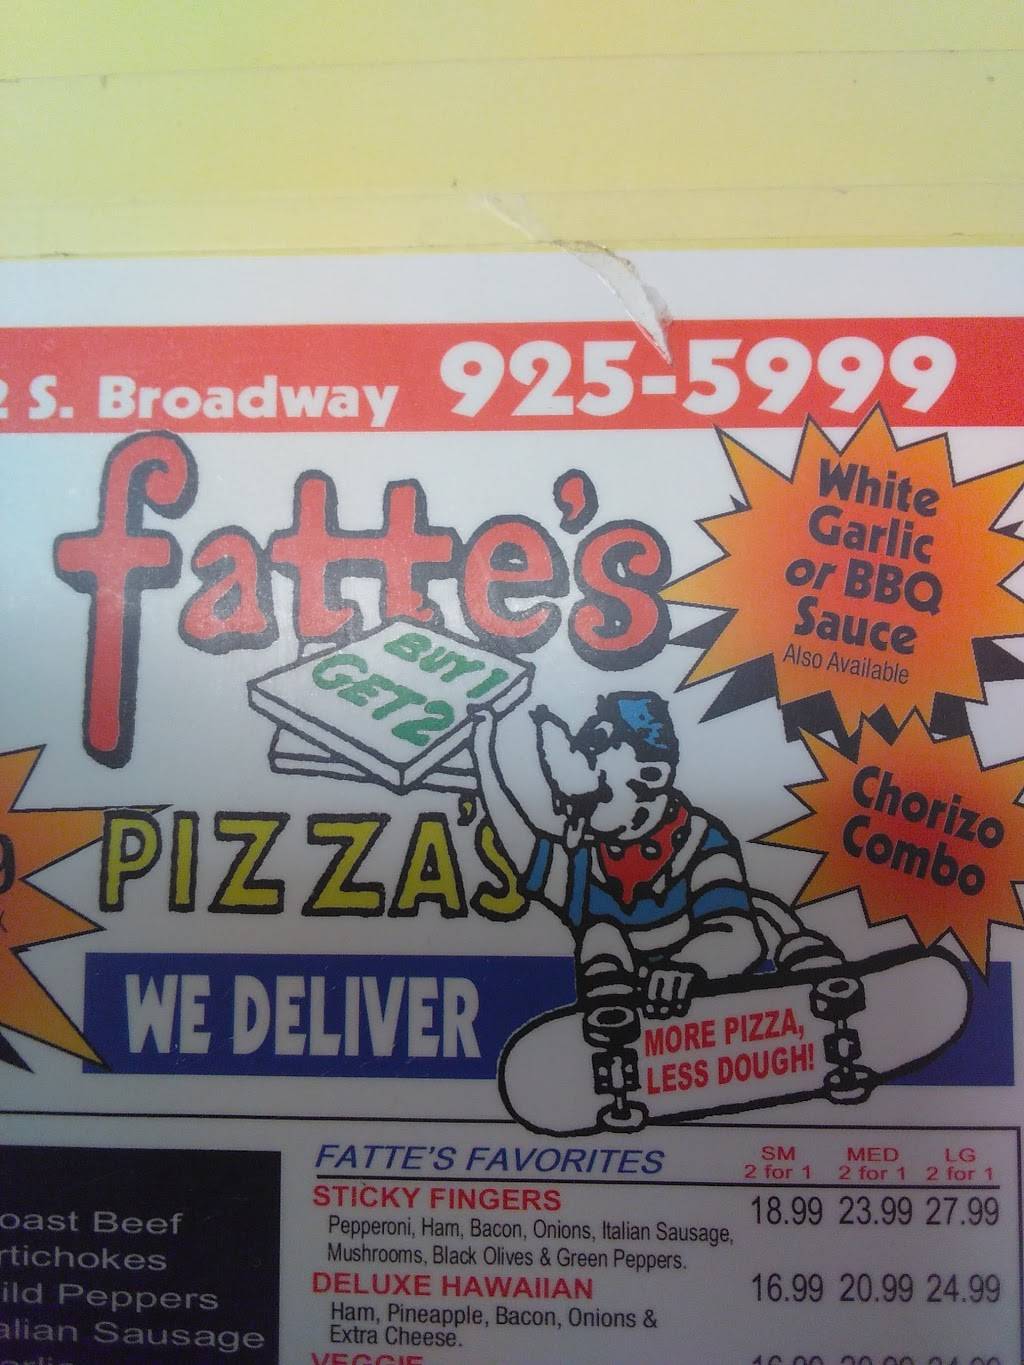 S. Broadway 925-5999
fatte's
BUY 1
GET 2
PIZZA'S
WE DELIVER
White
Garlic
or BBQ
Sauce
Also Available
Chorizo
Combo
MORE PIZZA,
LESS DOUGH!
9
oast Beef
rtichokes
ild Peppers
alian Sausage
FATTE'S FAVORITES
SM MED LG
2 for 1 2 for 1 2 for 1
STICKY FINGERS 18.99 23.99 27.99
Pepperoni, Ham, Bacon, Onions, Italian Sausage,
Mushrooms, Black Olives & Green Peppers.
DELUXE HAWAIIAN 16.99 20.99 24.99
Ham, Pineapple, Bacon, Onions &
Extra Cheese.
VEGGIE